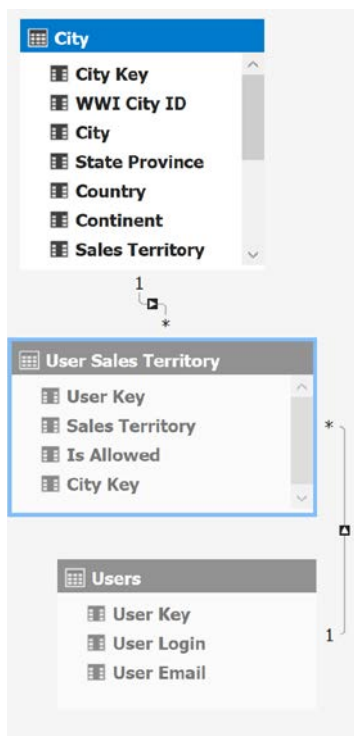 City
City Key
WWI City ID
City
State Province
Country
Continent
Sales Territory
1
*
User Sales Territory
User Key
Sales Territory
Is Allowed
City Key
*
Users
User Key
User Login
User Email
1